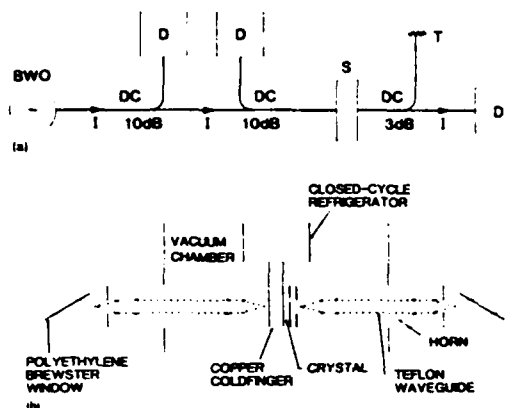 D D T
BWO S
DC DC DC
I 10dB I 10dB 3dB I D
(a)
CLOSED-CYCLE
REFRIGERATOR
VACUUM
CHAMBER
HORN
POLYETHYLENE
BREWSTER
WINDOW
COPPER
COLDFINGER
CRYSTAL
TEFLON
WAVEGUIDE
(b)